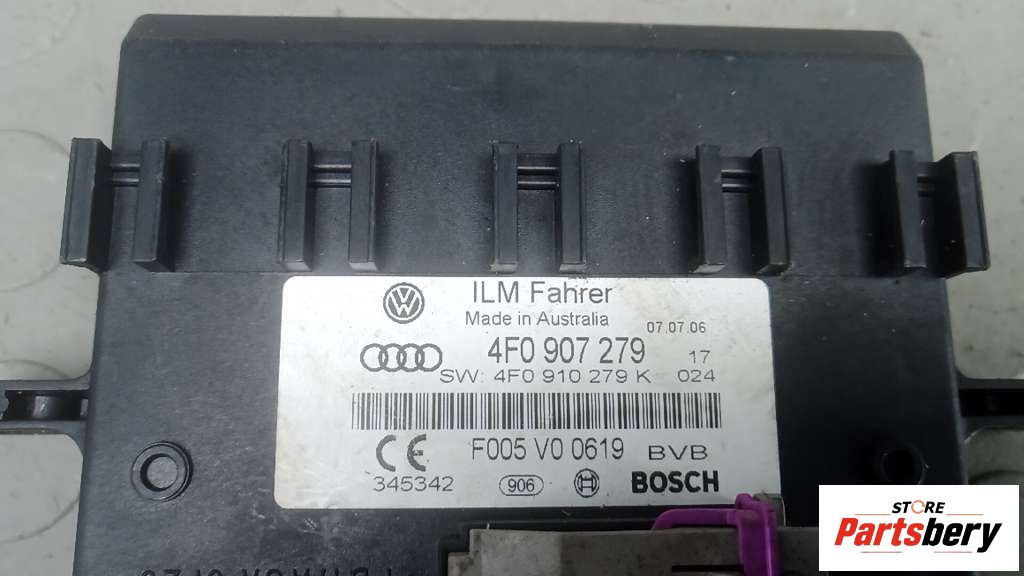 ILM Fahrer
Made in Australia 07.07.06
4F0 907 279 17
SW: 4F0 910 279 K 024
F005 V0 0619 BVB
345342 906 BOSCH
STORE
Partsbery